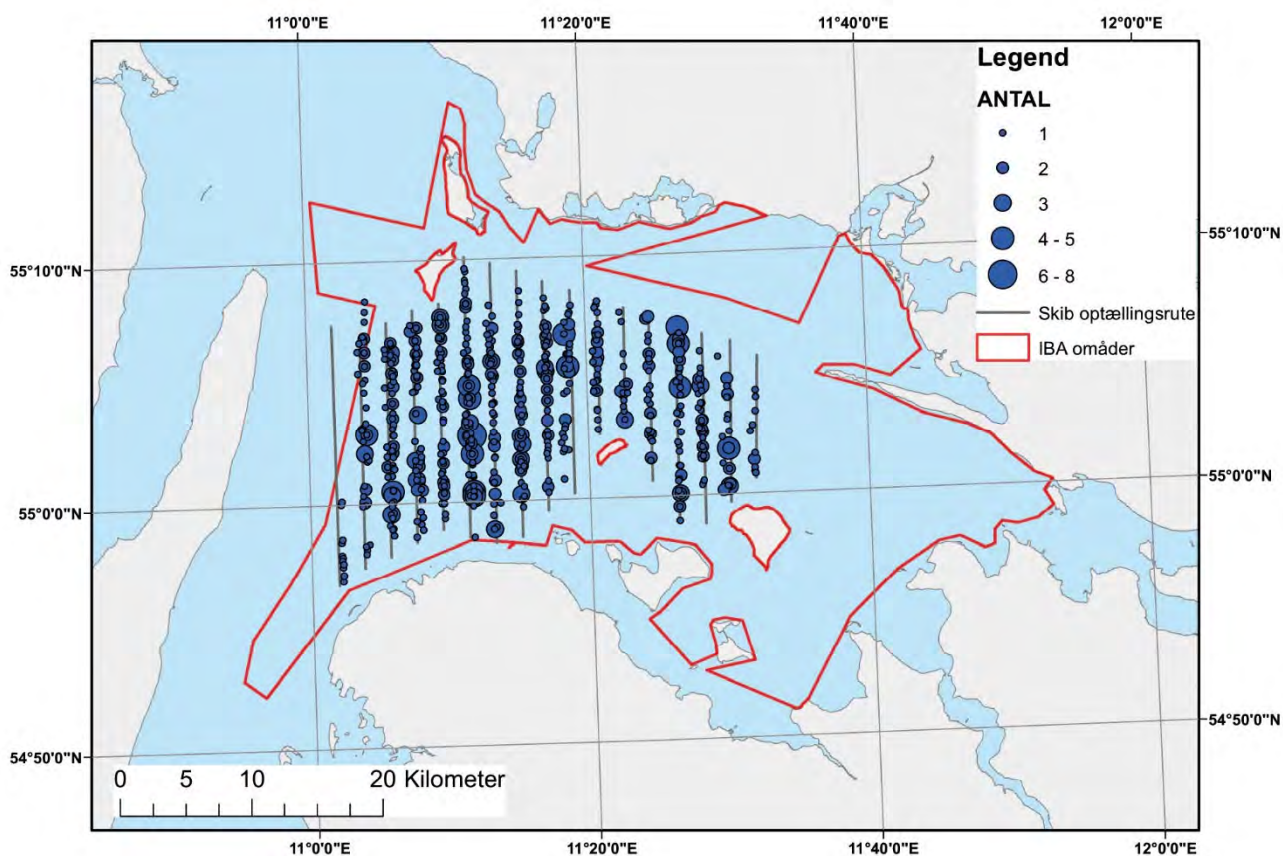 11°0'0"E
11°20'0"E
11°40'0"E
12°0'0"E
Legend
ANTAL
1
2
3
4 - 5
6 - 8
Skib optællingsrute
IBA omåder
55°10'0"N
55°10'0"N
55°0'0"N
55°0'0"N
54°50'0"N
54°50'0"N
0 5 10 20 Kilometer
11°0'0"E
11°20'0"E
11°40'0"E
12°0'0"E